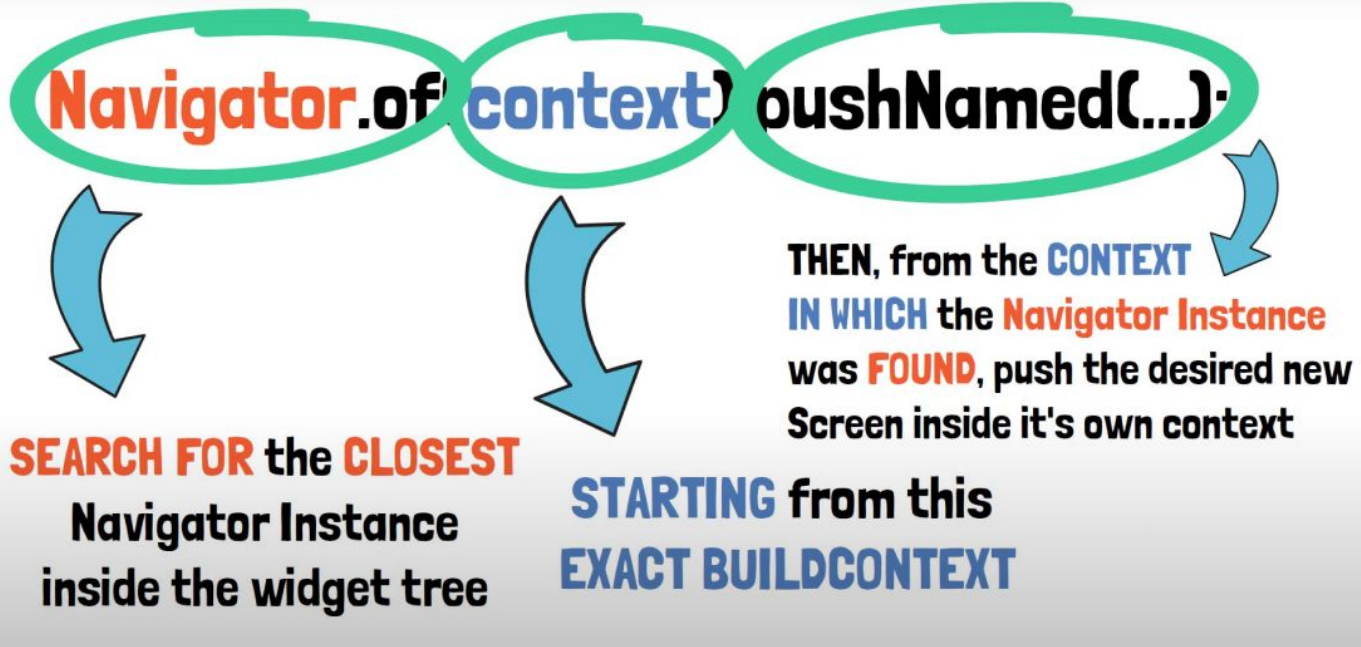 Navigator.of(context).pushNamed(...);
SEARCH FOR the CLOSEST
Navigator Instance
inside the widget tree
STARTING from this
EXACT BUILDCONTEXT
THEN, from the CONTEXT
IN WHICH the Navigator Instance
was FOUND, push the desired new
Screen inside it's own context